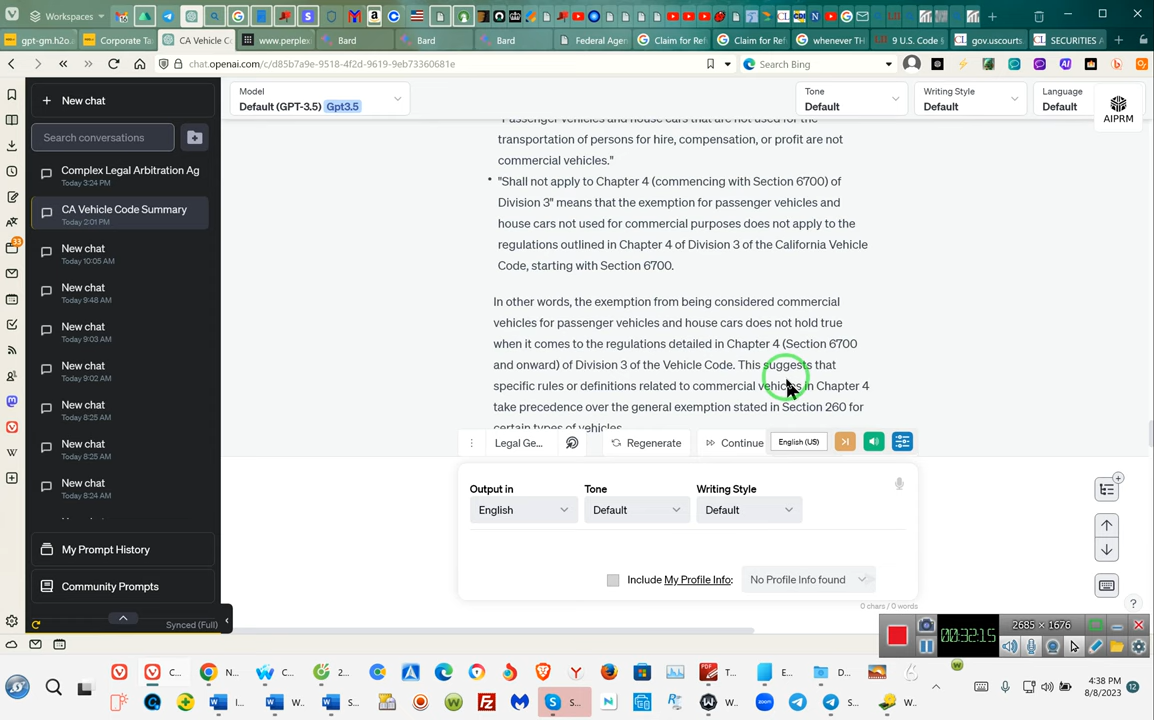 Workspaces
gpt-gm.h2o
Corporate Ta
CA Vehicle C
www.perplex
Bard
Bard
Bard
Federal Agen
Claim for Ref
Claim for Ref
whenever TH
9 U.S. Code §
gov.uscourts
SECURITIES A
chat.openai.com/c/d85b7a9e-9518-4f2d-9619-9eb73360681e
Search Bing
New chat
Search conversations
Complex Legal Arbitration Ag
Today 3:24 PM
CA Vehicle Code Summary
Today 2:01 PM
New chat
Today 10:05 AM
New chat
Today 9:48 AM
New chat
Today 9:03 AM
New chat
Today 9:02 AM
New chat
Today 8:25 AM
New chat
Today 8:25 AM
New chat
Today 8:24 AM
My Prompt History
Community Prompts
Synced (Full)
Model
Default (GPT-3.5) Gpt3.5
Tone
Default
Writing Style
Default
Language
Default
AIPRM
"Passenger vehicles and house cars that are not used for the
transportation of persons for hire, compensation, or profit are not
commercial vehicles."
• "Shall not apply to Chapter 4 (commencing with Section 6700) of
Division 3" means that the exemption for passenger vehicles and
house cars not used for commercial purposes does not apply to the
regulations outlined in Chapter 4 of Division 3 of the California Vehicle
Code, starting with Section 6700.
In other words, the exemption from being considered commercial
vehicles for passenger vehicles and house cars does not hold true
when it comes to the regulations detailed in Chapter 4 (Section 6700
and onward) of Division 3 of the Vehicle Code. This suggests that
specific rules or definitions related to commercial vehicles in Chapter 4
take precedence over the general exemption stated in Section 260 for
certain types of vehicles.
Legal Ge...
Regenerate
Continue
English (US)
Output in
English
Tone
Default
Writing Style
Default
Include My Profile Info:
No Profile Info found
0 chars / 0 words
2685 × 1676
00:32:15
4:38 PM
8/8/2023